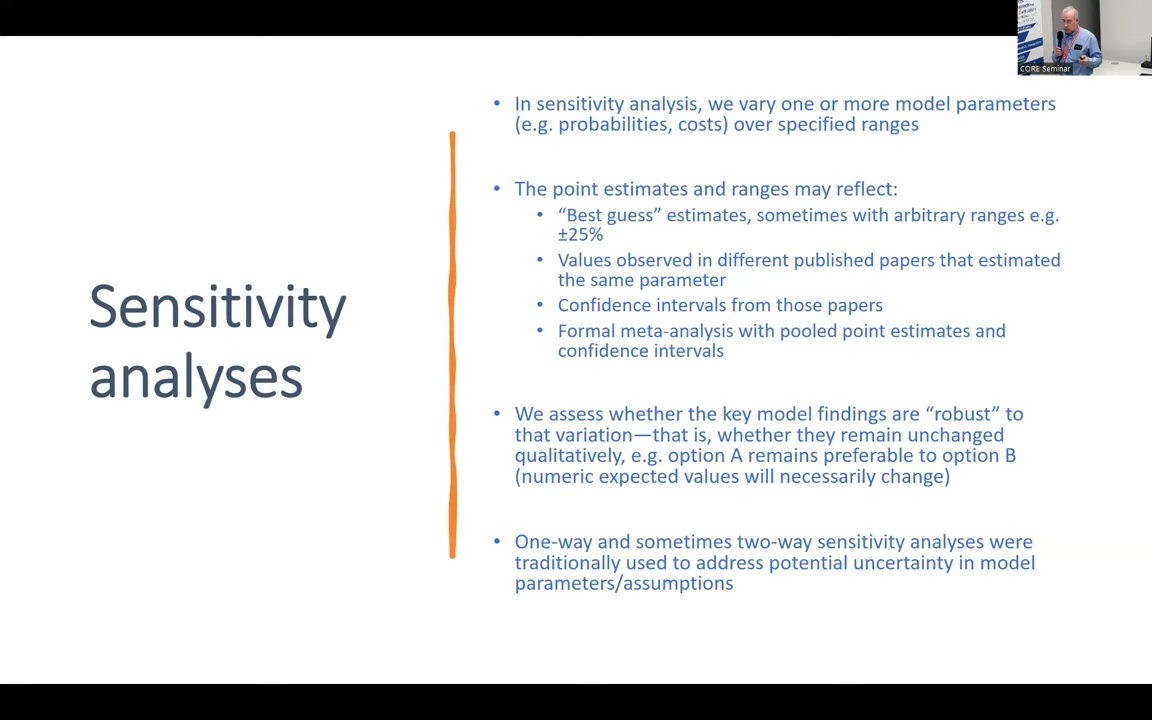 CORE Seminar
Sensitivity
analyses
• In sensitivity analysis, we vary one or more model parameters
(e.g. probabilities, costs) over specified ranges
• The point estimates and ranges may reflect:
• “Best guess” estimates, sometimes with arbitrary ranges e.g.
±25%
• Values observed in different published papers that estimated
the same parameter
• Confidence intervals from those papers
• Formal meta-analysis with pooled point estimates and
confidence intervals
• We assess whether the key model findings are “robust” to
that variation—that is, whether they remain unchanged
qualitatively, e.g. option A remains preferable to option B
(numeric expected values will necessarily change)
• One-way and sometimes two-way sensitivity analyses were
traditionally used to address potential uncertainty in model
parameters/assumptions